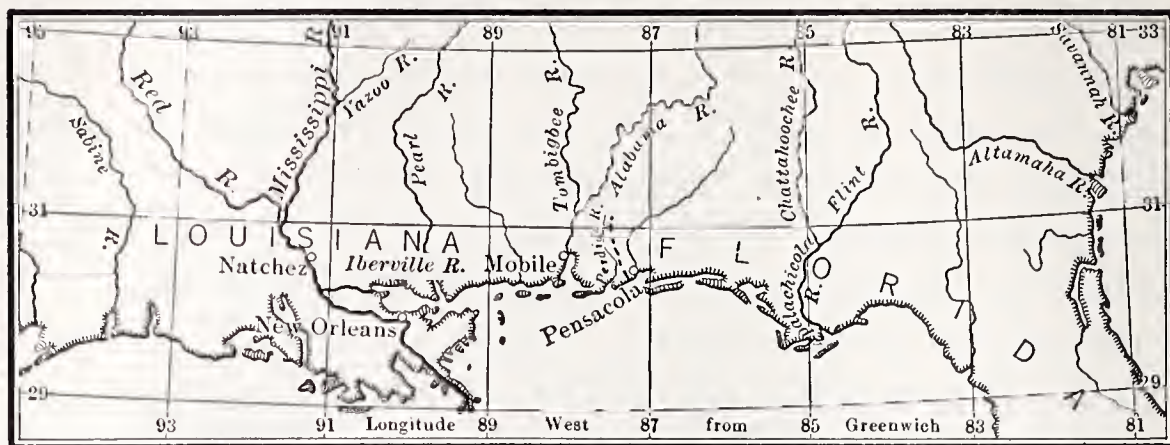 95 93 91 89 87 85 83 81-33
Red
R.
Sabine
R.
Mississippi R
Yazoo R.
Pearl
R.
Tombigbee R.
Alabama R.
Perdido R.
Chattahoochee R
Flint
R.
Savannah R.
Altamaha R.
31 31
LOUISIANA
FLORID
Natchez
Iberville R.
Mobile
Pensacola
Apalachicola
R.
New Orleans
29 29
93 91 Longitude 89 West 87 from 85 Greenwich 83 81